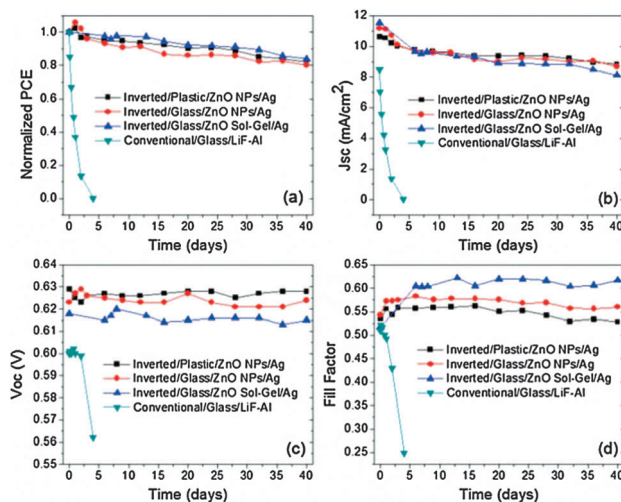 1.0
0.8
0.6
0.4
0.2
0.0
Normalized PCE
Inverted/Plastic/ZnO NPs/Ag
Inverted/Glass/ZnO NPs/Ag
Inverted/Glass/ZnO Sol-Gel/Ag
Conventional/Glass/LiF-Al
(a)
0 5 10 15 20 25 30 35 40
Time (days)
12
10
8
6
4
2
0
Jsc (mA/cm²)
Inverted/Plastic/ZnO NPs/Ag
Inverted/Glass/ZnO NPs/Ag
Inverted/Glass/ZnO Sol-Gel/Ag
Conventional/Glass/LiF-Al
(b)
0 5 10 15 20 25 30 35 40
Time (days)
0.64
0.63
0.62
0.61
0.60
0.59
0.58
0.57
0.56
0.55
Voc (V)
Inverted/Plastic/ZnO NPs/Ag
Inverted/Glass/ZnO NPs/Ag
Inverted/Glass/ZnO Sol-Gel/Ag
Conventional/Glass/LiF-Al
(c)
0 5 10 15 20 25 30 35 40
Time (days)
0.65
0.60
0.55
0.50
0.45
0.40
0.35
0.30
0.25
0.20
Fill Factor
Inverted/Plastic/ZnO NPs/Ag
Inverted/Glass/ZnO NPs/Ag
Inverted/Glass/ZnO Sol-Gel/Ag
Conventional/Glass/LiF-Al
(d)
0 5 10 15 20 25 30 35 40
Time (days)